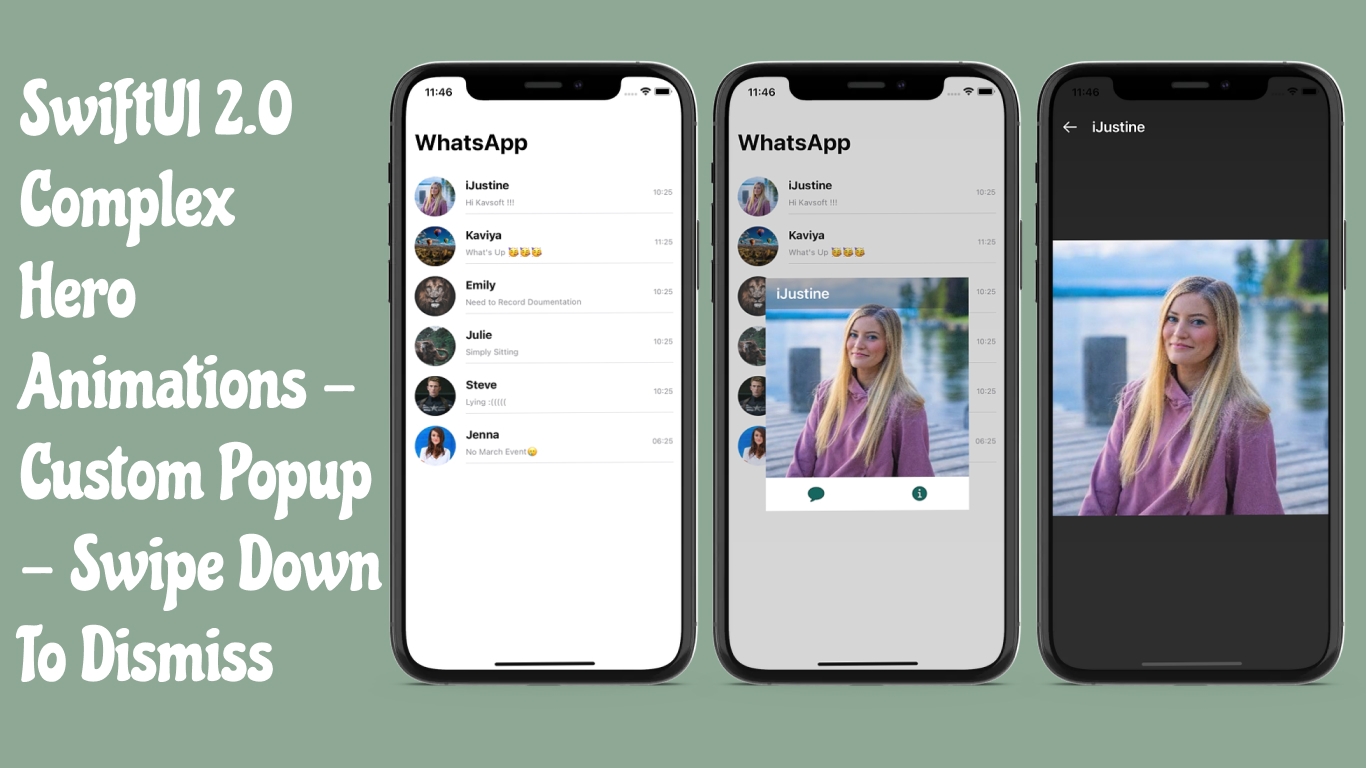 SwiftUI 2.0
Complex
Hero
Animations –
Custom Popup
– Swipe Down
To Dismiss
11:46
WhatsApp
iJustine
Hi Kavsoft !!!
10:25
Kaviya
What's Up 🥳🥳🥳
11:25
Emily
Need to Record Doumentation
10:25
Julie
Simply Sitting
10:25
Steve
Lying :(((((
10:25
Jenna
No March Event😄
06:25
11:46
WhatsApp
iJustine
Hi Kavsoft !!!
10:25
Kaviya
What's Up 🥳🥳🥳
11:25
10:25
10:25
10:25
06:25
iJustine
11:46
iJustine